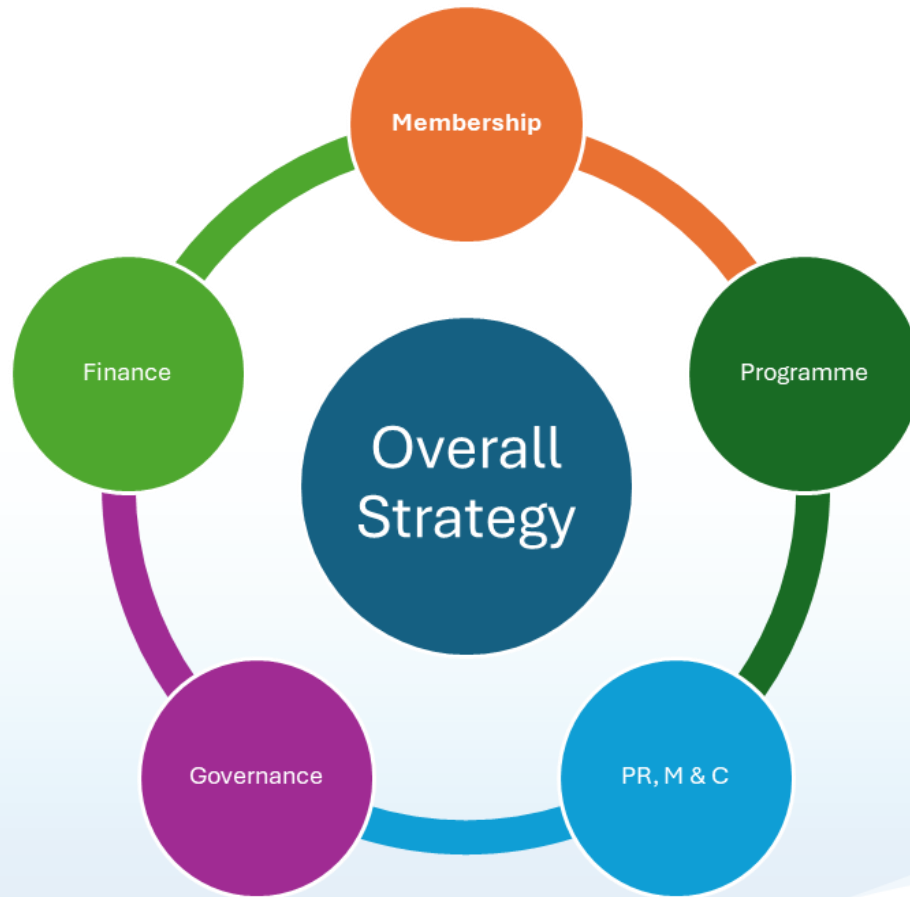 Membership
Finance
Programme
Overall
Strategy
Governance
PR, M & C